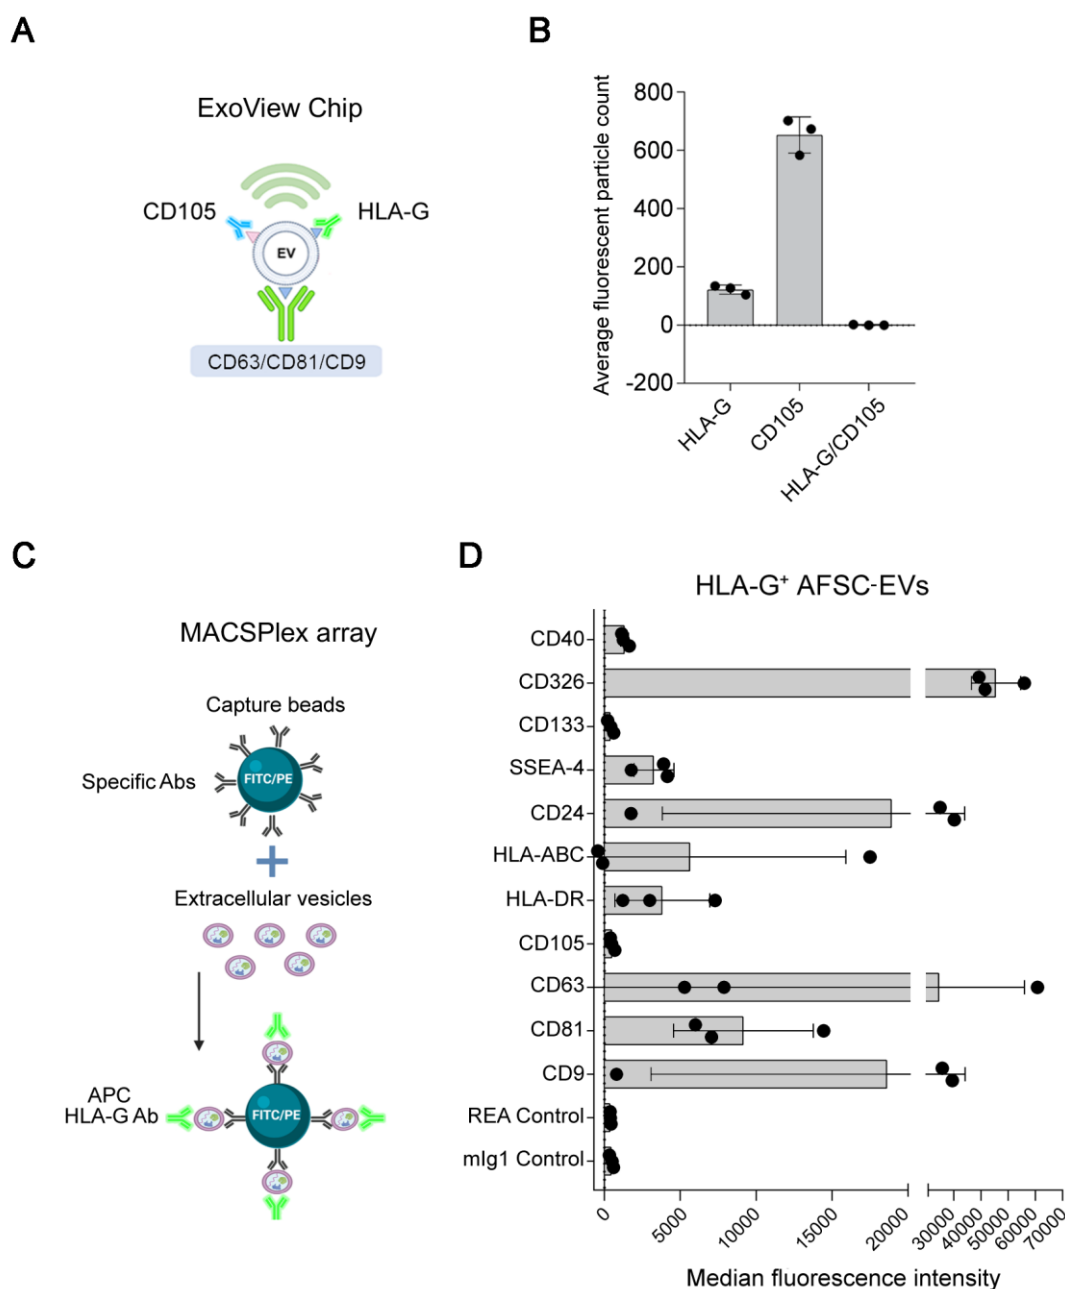 A
ExoView Chip
CD105
HLA-G
EV
CD63/CD81/CD9
B
Average fluorescent particle count
800
600
400
200
0
-200
HLA-G
CD105
HLA-G/CD105
C
MACSPlex array
Capture beads
Specific Abs
FITC/PE
Extracellular vesicles
APC
HLA-G Ab
FITC/PE
D
HLA-G⁺ AFSC-EVs
CD40
CD326
CD133
SSEA-4
CD24
HLA-ABC
HLA-DR
CD105
CD63
CD81
CD9
REA Control
mIg1 Control
0
5000
10000
15000
20000
30000
40000
50000
60000
70000
Median fluorescence intensity